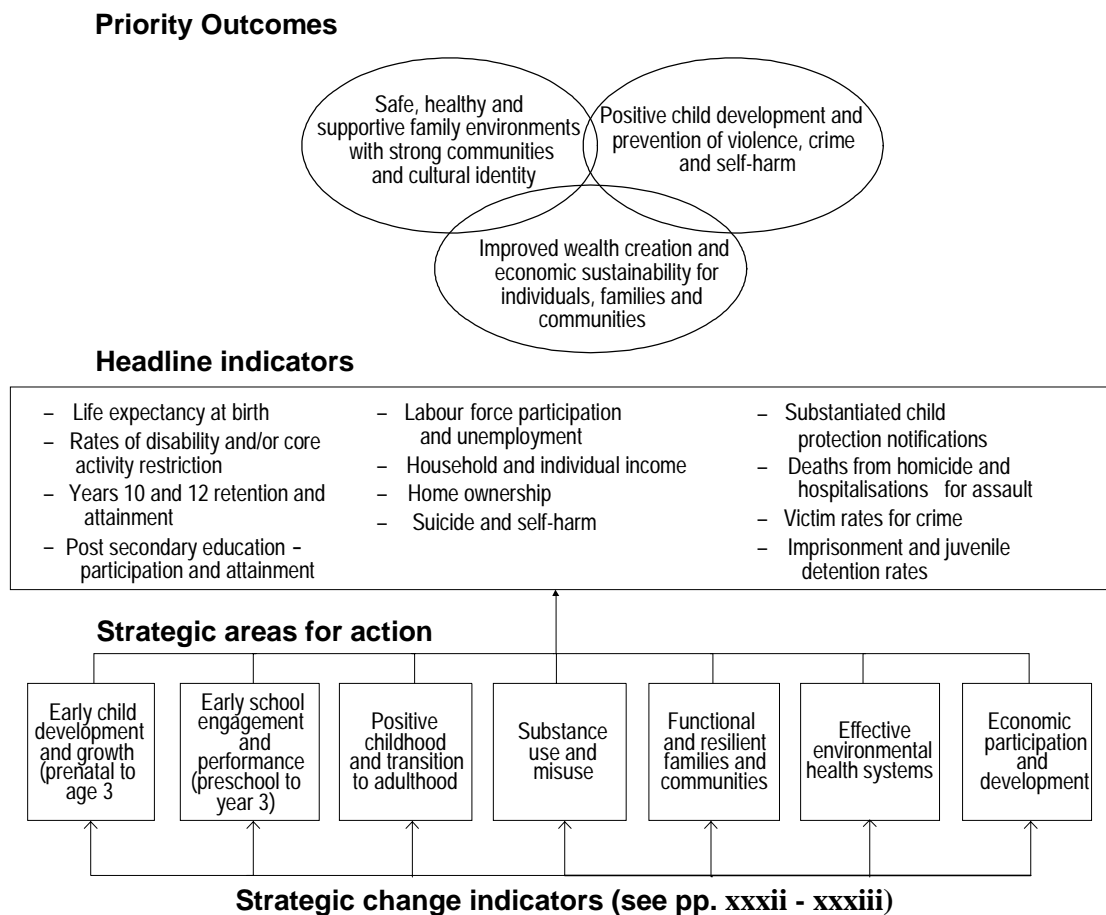 Priority Outcomes
Safe, healthy and
supportive family environments
with strong communities
and cultural identity
Positive child development and
prevention of violence, crime
and self-harm
Improved wealth creation and
economic sustainability for
individuals, families and
communities
Headline indicators
– Life expectancy at birth
– Rates of disability and/or core
activity restriction
– Years 10 and 12 retention and
attainment
– Post secondary education -
participation and attainment
– Labour force participation
and unemployment
– Household and individual income
– Home ownership
– Suicide and self-harm
– Substantiated child
protection notifications
– Deaths from homicide and
hospitalisations for assault
– Victim rates for crime
– Imprisonment and juvenile
detention rates
Strategic areas for action
Early child
development
and growth
(prenatal to
age 3
Early school
engagement
and
performance
(preschool to
year 3)
Positive
childhood
and transition
to adulthood
Substance
use and
misuse
Functional
and resilient
families and
communities
Effective
environmental
health systems
Economic
participation
and
development
Strategic change indicators (see pp. xxxii - xxxiii)